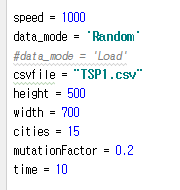 speed = 1000
data_mode = 'Random'
#data_mode = 'Load'
csvfile = "TSP1.csv"
height = 500
width = 700
cities = 15
mutationFactor = 0.2
time = 10